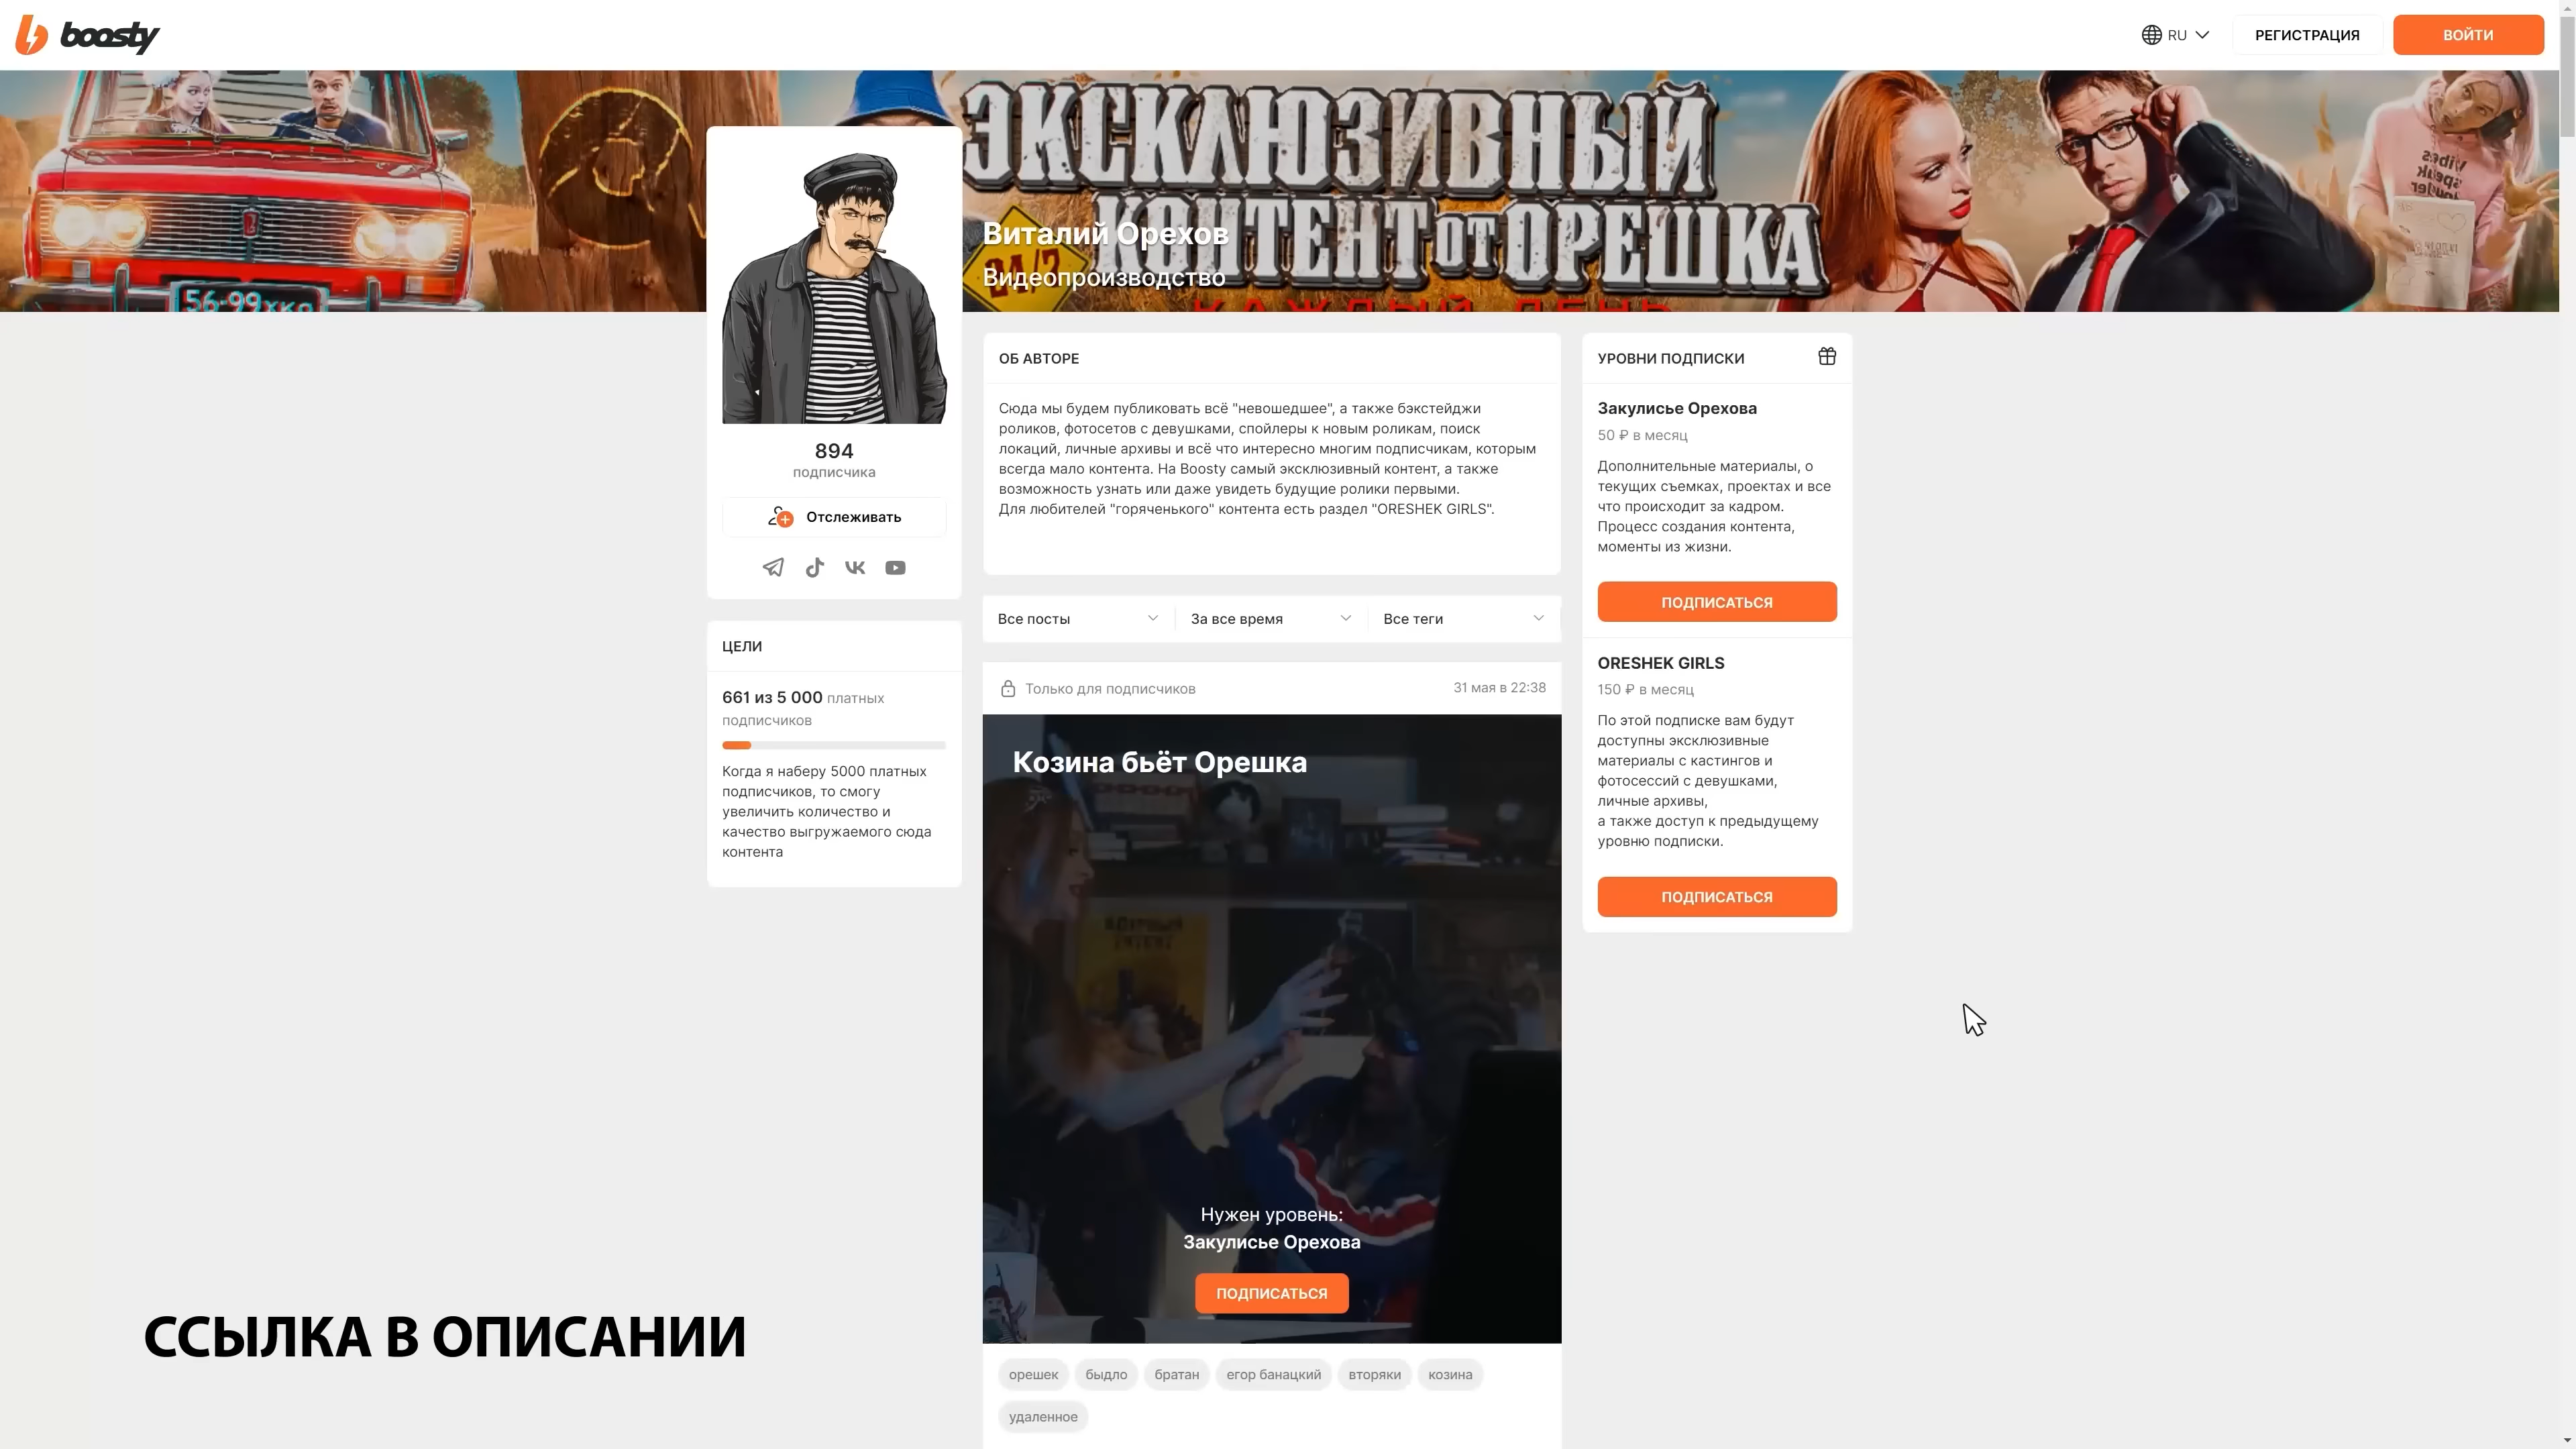 boosty
RU
РЕГИСТРАЦИЯ
ВОЙТИ
ЭКСКЛЮЗИВНЫЙ
КОНТЕНТ ОТ ОРЕШКА
24/7
КАЖДЫЙ ДЕНЬ
56-99ХКО
Виталий Орехов
Видеопроизводство
894
подписчика
Отслеживать
ЦЕЛИ
661 из 5 000 платных
подписчиков
Когда я наберу 5000 платных
подписчиков, то смогу
увеличить количество и
качество выгружаемого сюда
контента
ОБ АВТОРЕ
Сюда мы будем публиковать всё "невошедшее", а также бэкстейджи
роликов, фотосетов с девушками, спойлеры к новым роликам, поиск
локаций, личные архивы и всё что интересно многим подписчикам, которым
всегда мало контента. На Boosty самый эксклюзивный контент, а также
возможность узнать или даже увидеть будущие ролики первыми.
Для любителей "горяченького" контента есть раздел "ORESHEK GIRLS".
Все посты
За все время
Все теги
Только для подписчиков
31 мая в 22:38
Козина бьёт Орешка
Нужен уровень:
Закулисье Орехова
ПОДПИСАТЬСЯ
орешек
быдло
братан
егор банацкий
вторяки
козина
удаленное
УРОВНИ ПОДПИСКИ
Закулисье Орехова
50 ₽ в месяц
Дополнительные материалы, о
текущих съемках, проектах и все
что происходит за кадром.
Процесс создания контента,
моменты из жизни.
ПОДПИСАТЬСЯ
ORESHEK GIRLS
150 ₽ в месяц
По этой подписке вам будут
доступны эксклюзивные
материалы с кастингов и
фотосессий с девушками,
личные архивы,
а также доступ к предыдущему
уровню подписки.
ПОДПИСАТЬСЯ
ССЫЛКА В ОПИСАНИИ